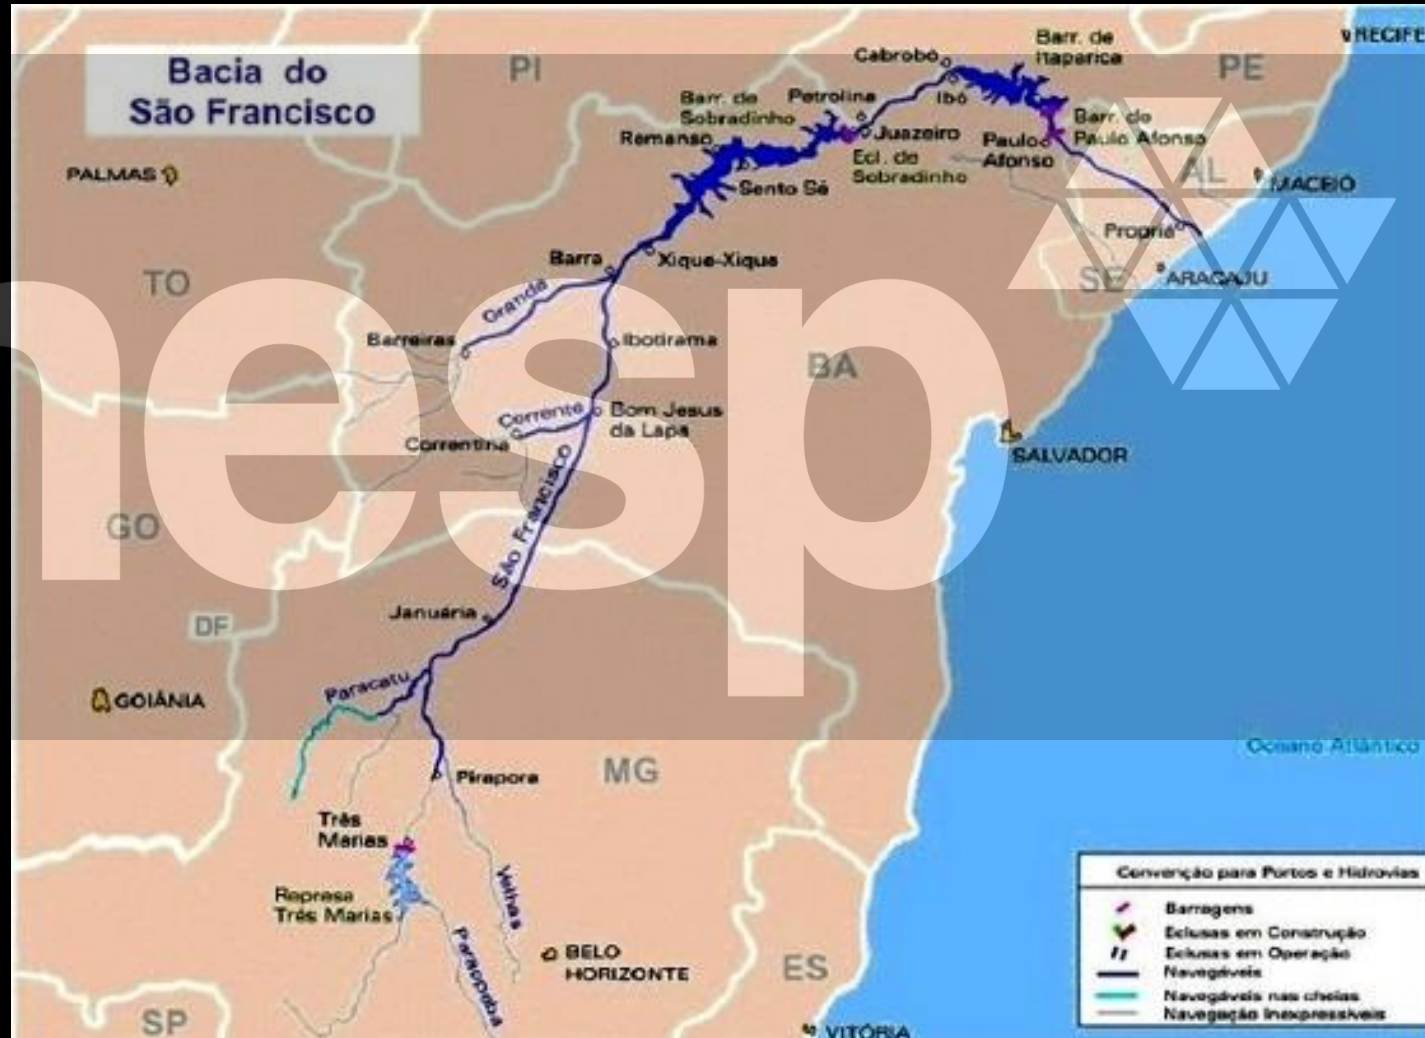 Bacia do
São Francisco
PI
PE
RECIFE
Cabrobó
Barr. de
Itaparica
Ibó
Barr. de
Sobradinho
Petrolina
Juazeiro
Remanso
Ecl. de
Sobradinho
Sento Sé
Paulo
Afonso
Barr. de
Paulo Afonso
AL
MACEIÓ
PALMAS
Propriá
Barra
Xique-Xique
SE
ARACAJU
TO
Grande
Barreiras
Ibotirama
BA
nesp
Corrente
Bom Jesus
da Lapa
Correntina
SALVADOR
São Francisco
GO
Januária
DF
Paracatu
GOIÂNIA
Oceano Atlântico
MG
Pirapora
Três
Marias
Represa
Três Marias
Velhas
Paraopeba
BELO
HORIZONTE
ES
SP
VITÓRIA
Convenção para Portos e Hidrovias
Barragens
Eclusas em Construção
Eclusas em Operação
Navegáveis
Navegáveis nas cheias
Navegação Inexpressíveis